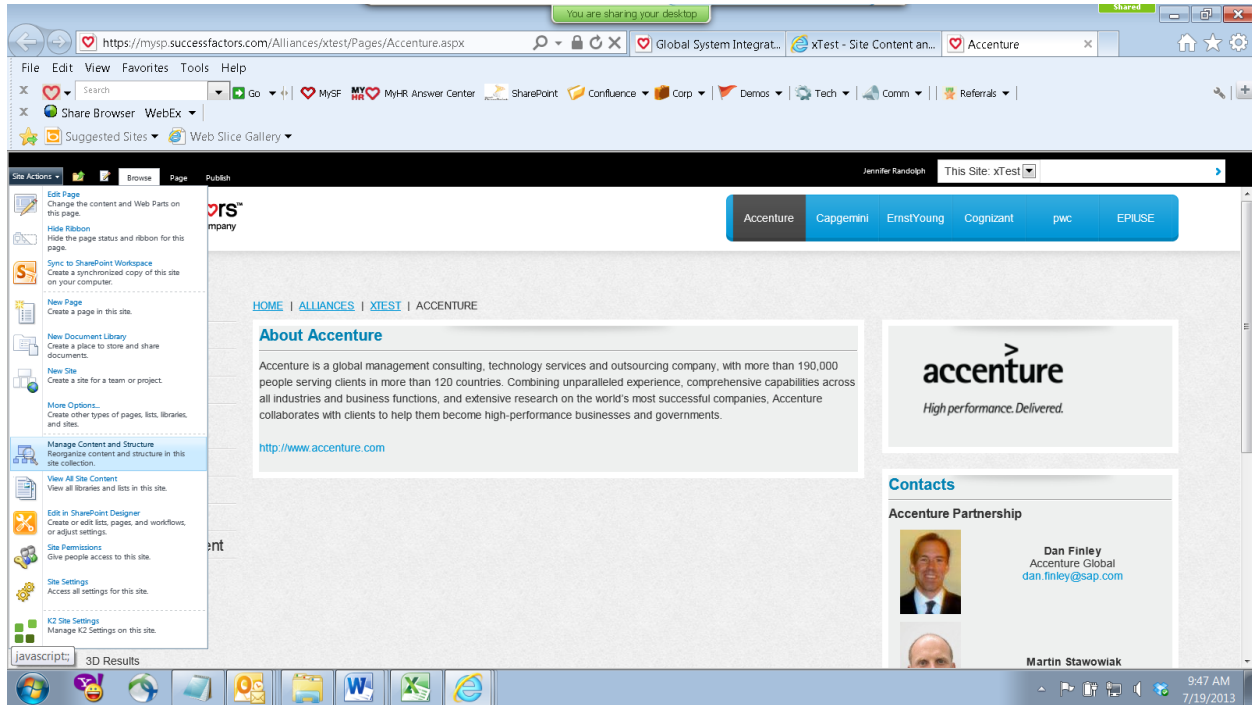 You are sharing your desktop
Shared
https://mysp.successfactors.com/Alliances/xtest/Pages/Accenture.aspx
Global System Integrat...
xTest - Site Content an...
Accenture
File Edit View Favorites Tools Help
x Search Go MySF MYHR MyHR Answer Center SharePoint Confluence Corp Demos Tech Comm Referrals
x Share Browser WebEx
Suggested Sites Web Slice Gallery
Site Actions Browse Page Publish
Jennifer Randolph
This Site: xTest
Edit Page
Change the content and Web Parts on
this page.
Hide Ribbon
Hide the page status and ribbon for this
page.
Sync to SharePoint Workspace
Create a synchronized copy of this site
on your computer.
New Page
Create a page in this site.
New Document Library
Create a place to store and share
documents.
New Site
Create a site for a team or project.
More Options...
Create other types of pages, lists, libraries,
and sites.
Manage Content and Structure
Reorganize content and structure in this
site collection.
View All Site Content
View all libraries and lists in this site.
Edit in SharePoint Designer
Create or edit lists, pages, and workflows,
or adjust settings.
Site Permissions
Give people access to this site.
Site Settings
Access all settings for this site.
K2 Site Settings
Manage K2 Settings on this site.
javascript:;
3D Results
ors™
mpany
ent
Accenture Capgemini ErnstYoung Cognizant pwc EPIUSE
HOME | ALLIANCES | XTEST | ACCENTURE
About Accenture
Accenture is a global management consulting, technology services and outsourcing company, with more than 190,000
people serving clients in more than 120 countries. Combining unparalleled experience, comprehensive capabilities across
all industries and business functions, and extensive research on the world's most successful companies, Accenture
collaborates with clients to help them become high-performance businesses and governments.
http://www.accenture.com
accenture
High performance. Delivered.
Contacts
Accenture Partnership
Dan Finley
Accenture Global
dan.finley@sap.com
Martin Stawowiak
9:47 AM
7/19/2013